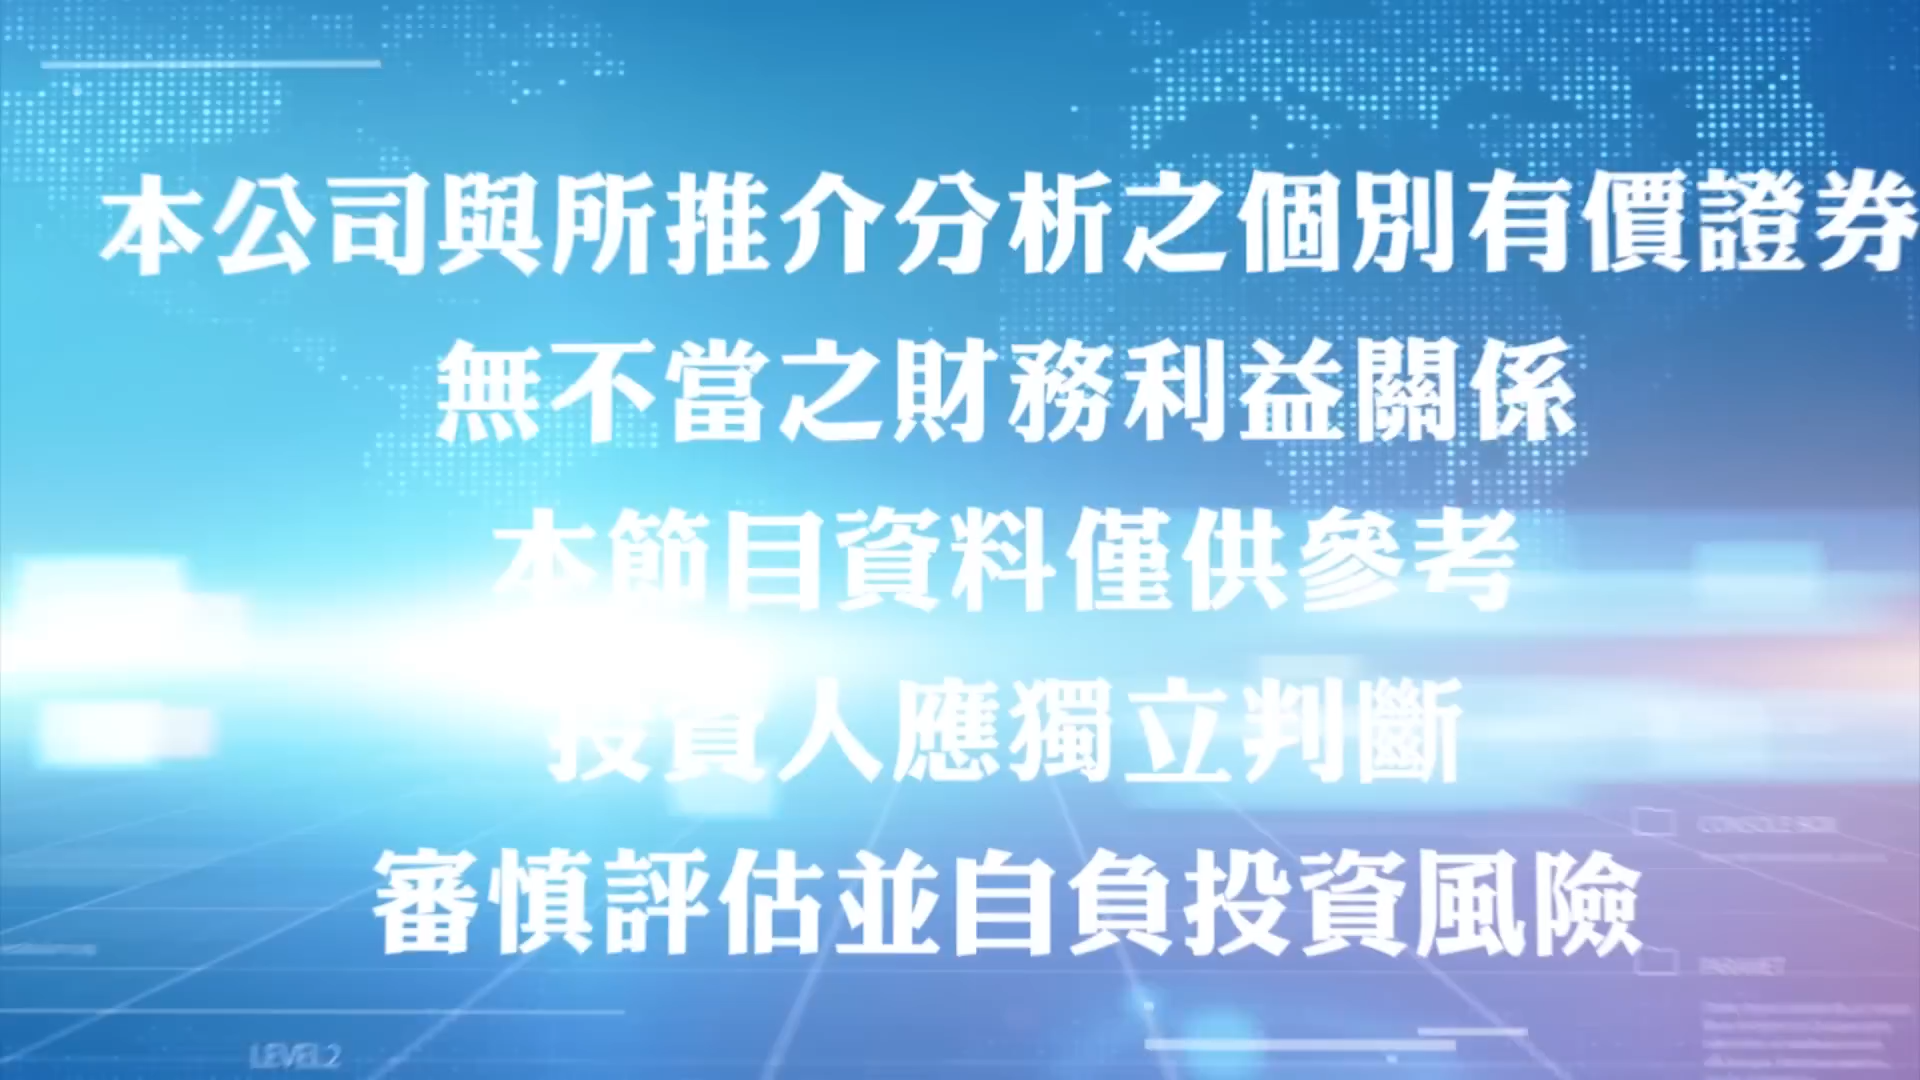 本公司與所推介分析之個別有價證券
無不當之財務利益關係
本節目資料僅供參考
投資人應獨立判斷
審慎評估並自負投資風險
CONSOLE BOX
LEVEL2